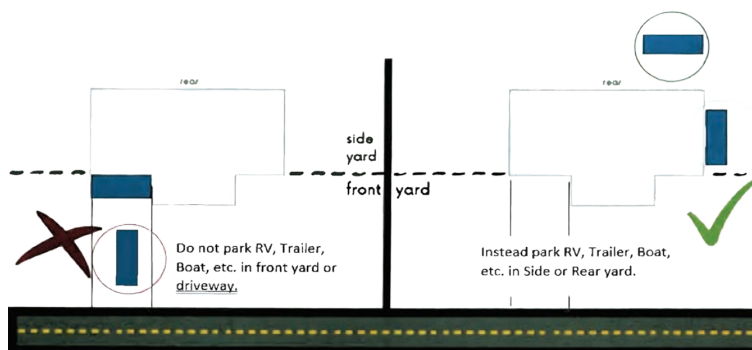 rear
rear
side
yard
front yard
Do not park RV, Trailer,
Boat, etc. in front yard or
driveway.
Instead park RV, Trailer, Boat,
etc. in Side or Rear yard.